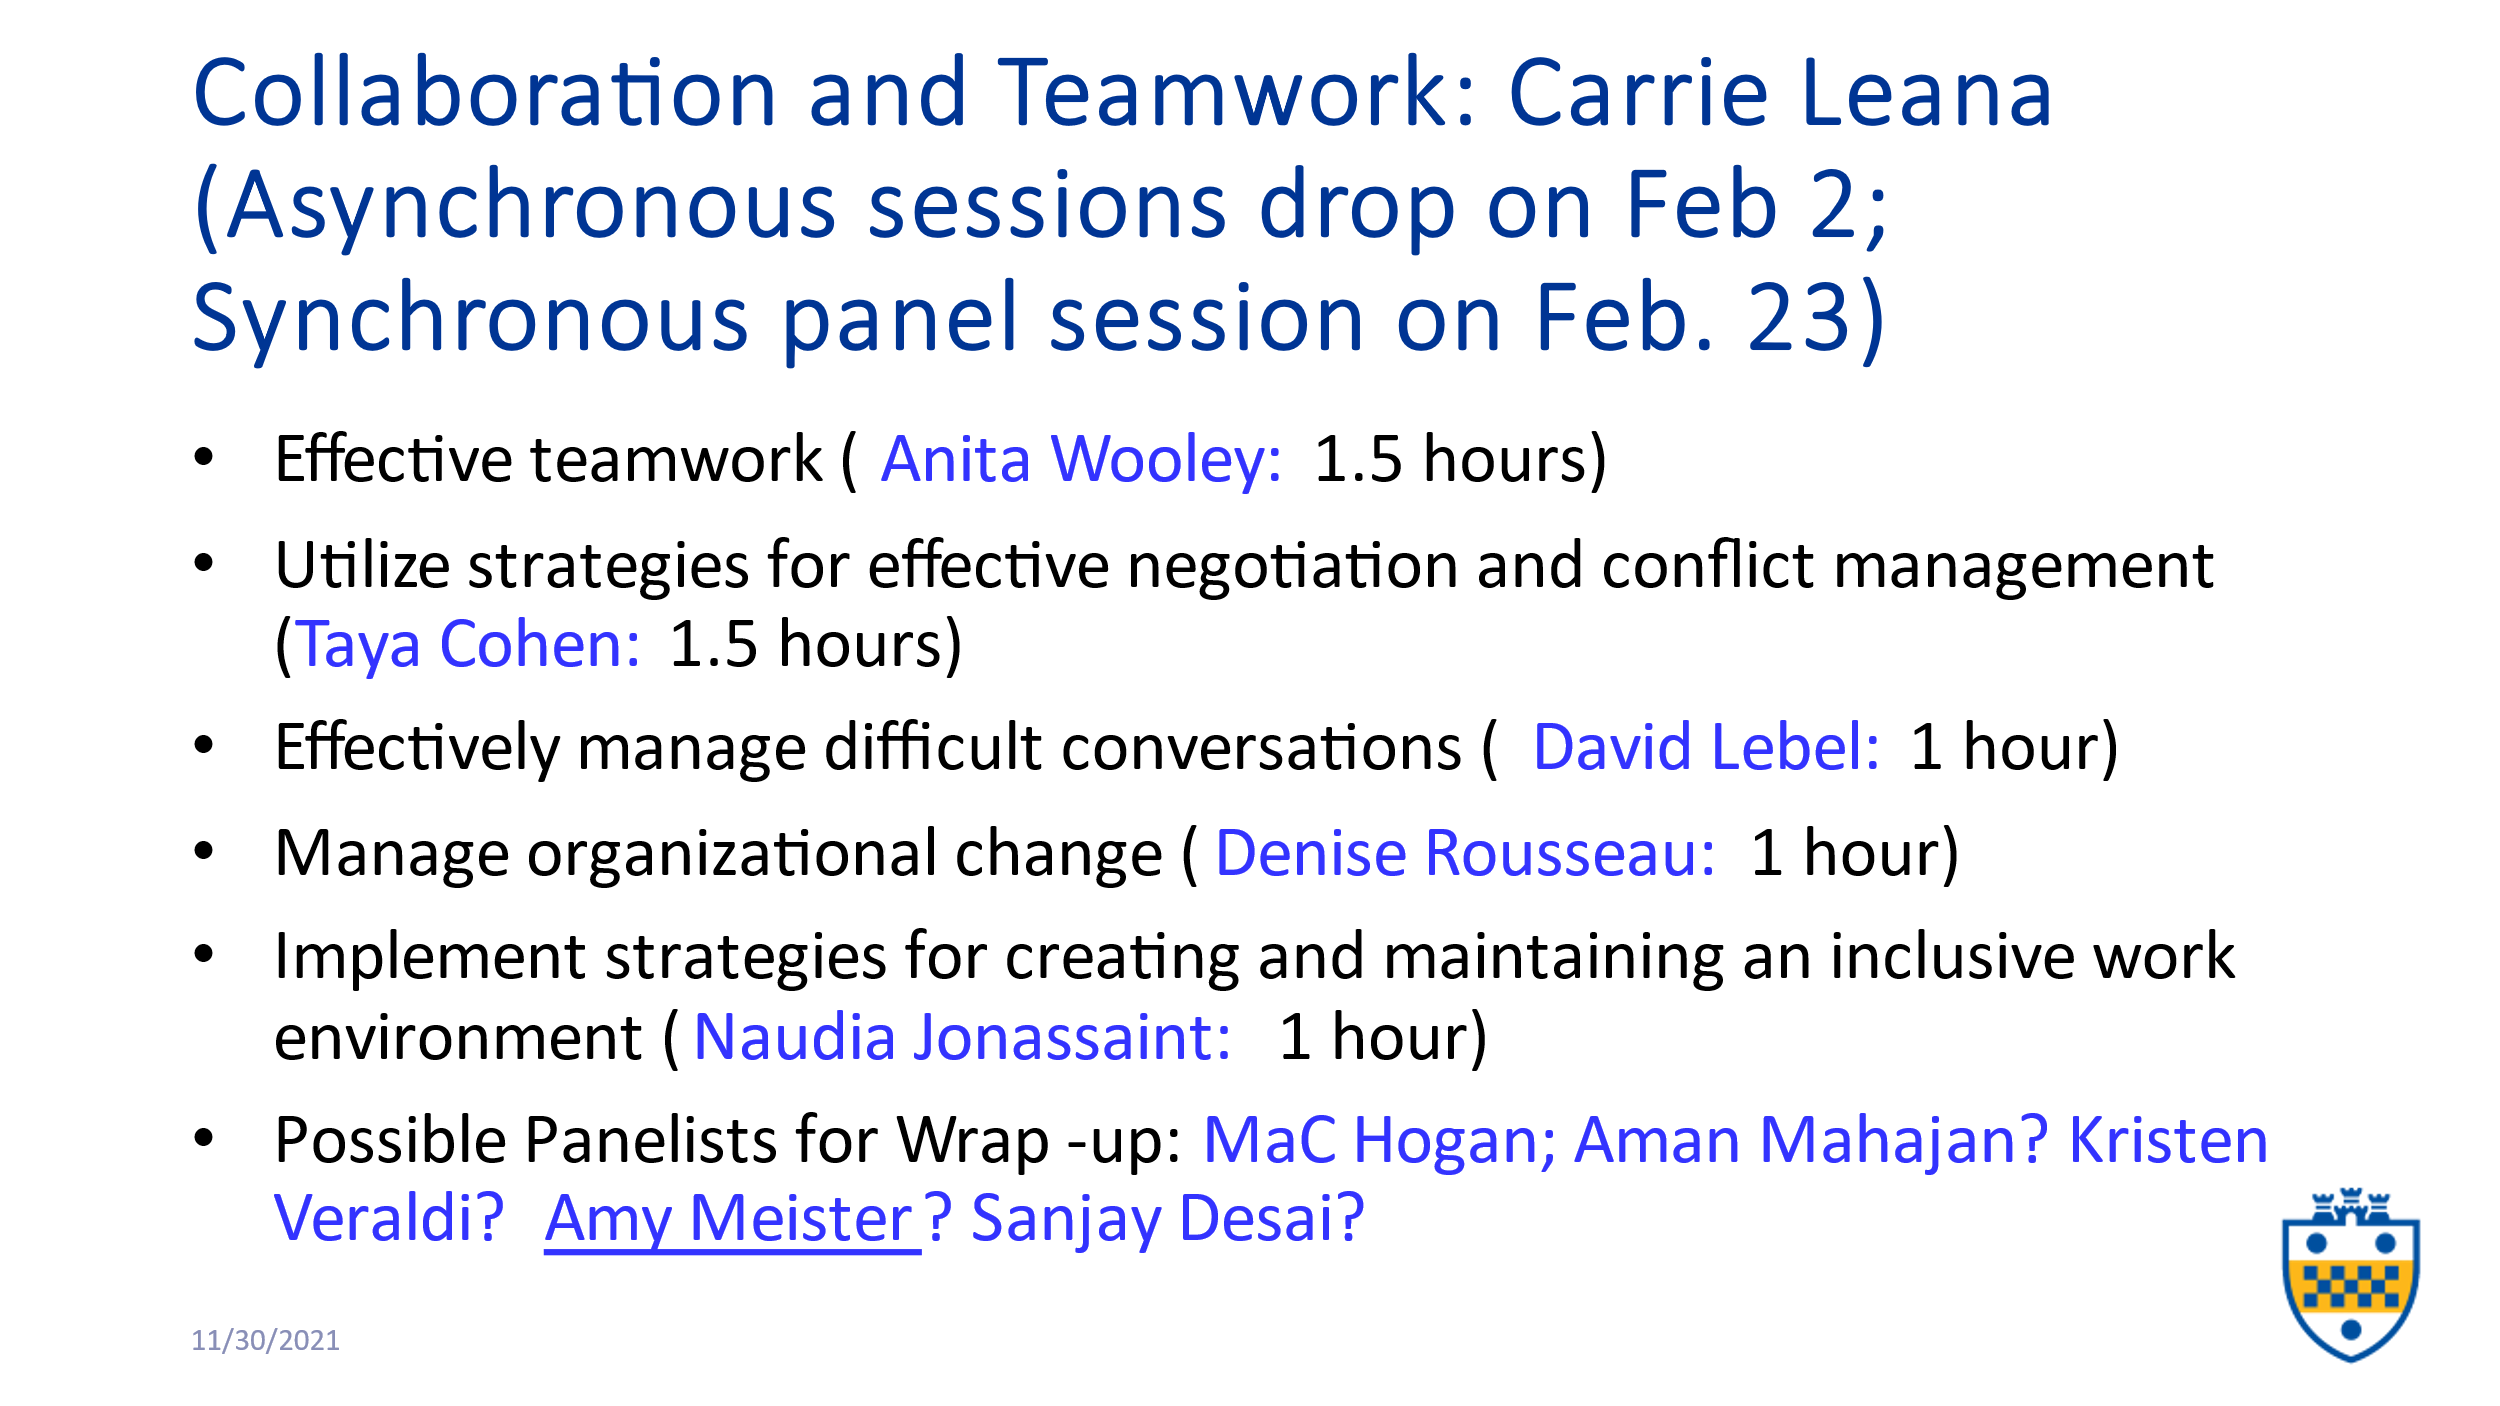 Collaboration and Teamwork: Carrie Leana
(Asynchronous sessions drop on Feb 2;
Synchronous panel session on Feb. 23)
• Effective teamwork ( Anita Wooley: 1.5 hours)
• Utilize strategies for effective negotiation and conflict management
(Taya Cohen: 1.5 hours)
• Effectively manage difficult conversations ( David Lebel: 1 hour)
• Manage organizational change ( Denise Rousseau: 1 hour)
• Implement strategies for creating and maintaining an inclusive work
environment ( Naudia Jonassaint: 1 hour)
• Possible Panelists for Wrap -up: MaC Hogan; Aman Mahajan? Kristen
Veraldi? Amy Meister ? Sanjay Desai?
11/30/2021